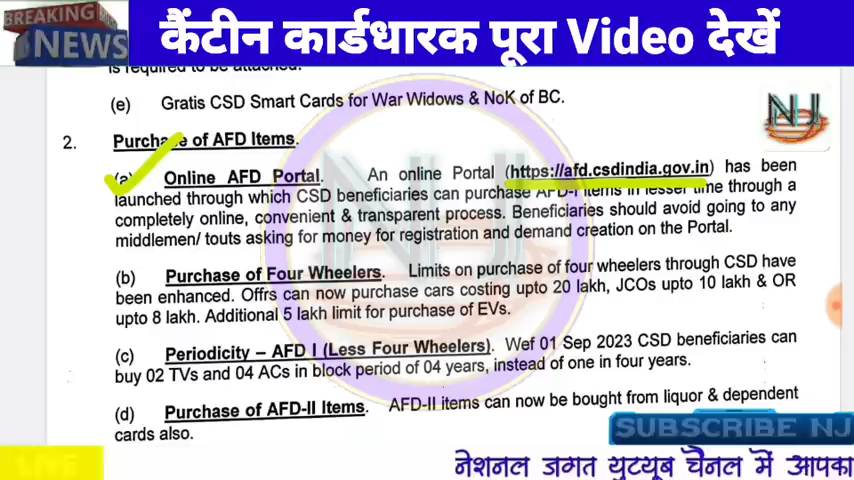 BREAKING
NEWS
कैंटीन कार्डधारक पूरा Video देखें
is required to be attached.
(e) Gratis CSD Smart Cards for War Widows & NoK of BC.
NJ
2. Purchase of AFD Items.
(a) Online AFD Portal. An online Portal (https://afd.csdindia.gov.in) has been
launched through which CSD beneficiaries can purchase AFD-I items in lesser time through a
completely online, convenient & transparent process. Beneficiaries should avoid going to any
middlemen/ touts asking for money for registration and demand creation on the Portal.
(b) Purchase of Four Wheelers. Limits on purchase of four wheelers through CSD have
been enhanced. Offrs can now purchase cars costing upto 20 lakh, JCOs upto 10 lakh & OR
upto 8 lakh. Additional 5 lakh limit for purchase of EVs.
(c) Periodicity – AFD I (Less Four Wheelers). Wef 01 Sep 2023 CSD beneficiaries can
buy 02 TVs and 04 ACs in block period of 04 years, instead of one in four years.
(d) Purchase of AFD-II Items. AFD-II items can now be bought from liquor & dependent
cards also.
SUBSCRIBE NJ
LIVE
नेशनल जगत युटयूब चैनल में आपका